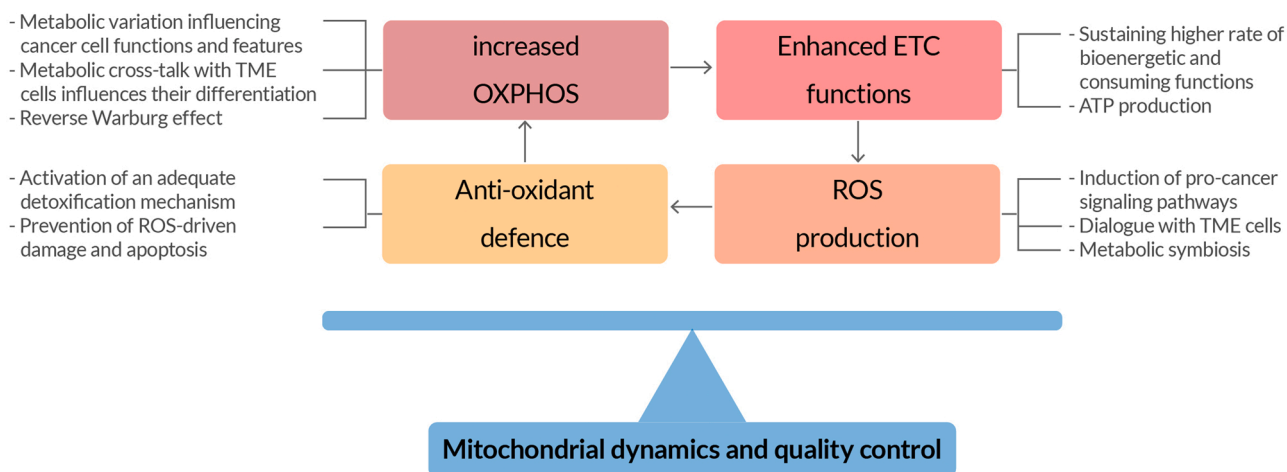 - Metabolic variation influencing
cancer cell functions and features
- Metabolic cross-talk with TME
cells influences their differentiation
- Reverse Warburg effect
increased
OXPHOS
Enhanced ETC
functions
- Sustaining higher rate of
bioenergetic and
consuming functions
- ATP production
- Activation of an adequate
detoxification mechanism
- Prevention of ROS-driven
damage and apoptosis
Anti-oxidant
defence
ROS
production
- Induction of pro-cancer
signaling pathways
- Dialogue with TME cells
- Metabolic symbiosis
Mitochondrial dynamics and quality control